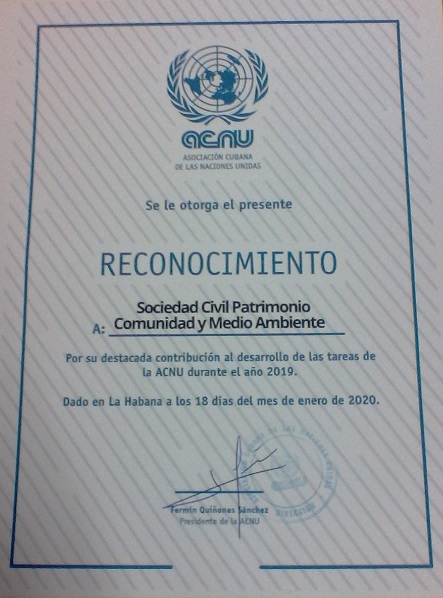 acnu
ASOCIACIÓN CUBANA
DE LAS NACIONES UNIDAS
Se le otorga el presente
RECONOCIMIENTO
Sociedad Civil Patrimonio
A: Comunidad y Medio Ambiente
Por su destacada contribución al desarrollo de las tareas de
la ACNU durante el año 2019.
Dado en La Habana a los 18 días del mes de enero de 2020.
Fermín Quiñones Sánchez
Presidente de la ACNU